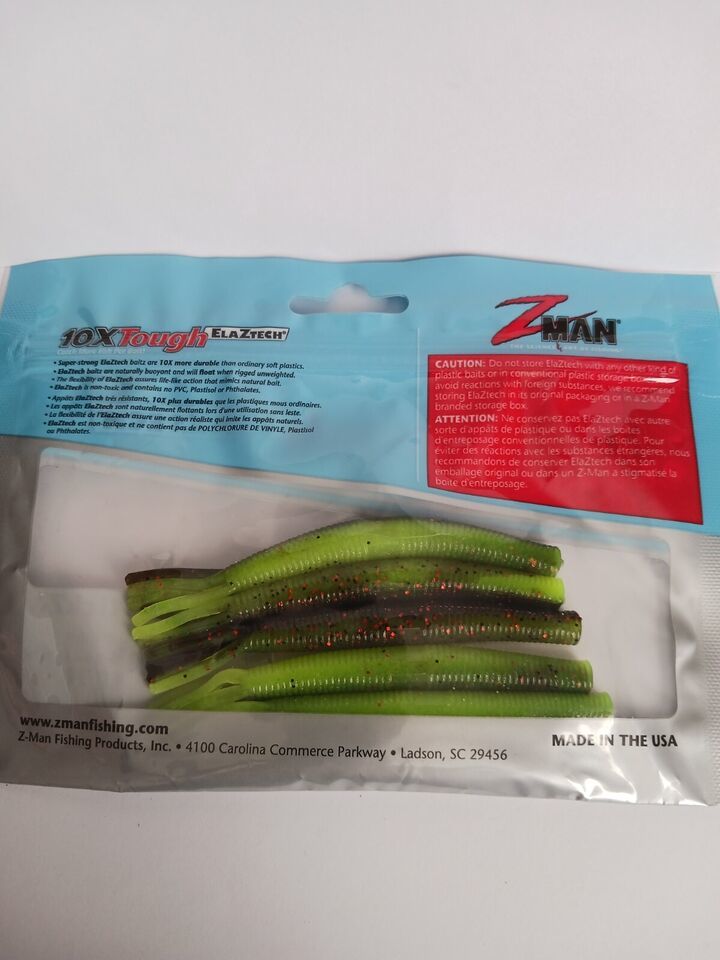 10X Tough ELAZTECH®
• Super-strong ElaZtech baitz are 10X more durable than ordinary soft plastics.
• ElaZtech baitz are naturally buoyant and will float when rigged unweighted.
• The flexibility of ElaZtech assures life-like action that mimics natural bait.
• ElaZtech is non-toxic and contains no PVC, Plastisol or Phthalates.
• Appâts ElaZtech très résistants, 10X plus durables que les plastiques mous ordinaires.
• Les appâts ElaZtech sont naturellement flottants lors d'une utilisation sans leste.
• La flexibilité de l'ElaZtech assure une action réaliste qui imite les appâts naturels.
• ElaZtech est non-toxique et ne contient pas de POLYCHLORURE DE VINYLE, Plastisol
ou Phthalates.
ZMAN®
CAUTION: Do not store ElaZtech with any other kind of
plastic baits or in conventional plastic storage boxes. To
avoid reactions with foreign substances, we recommend
storing ElaZtech in its original packaging or in a Z-Man
branded storage box.
ATTENTION: Ne conservez pas ElaZtech avec autre
sorte d'appâts de plastique ou dans les boites
d'entreposage conventionnelles de plastique. Pour
éviter des réactions avec les substances étrangères, nous
recommandons de conserver ElaZtech dans son
emballage original ou dans un Z-Man a stigmatisé la
boite d'entreposage.
www.zmanfishing.com
Z-Man Fishing Products, Inc. • 4100 Carolina Commerce Parkway • Ladson, SC 29456
MADE IN THE USA